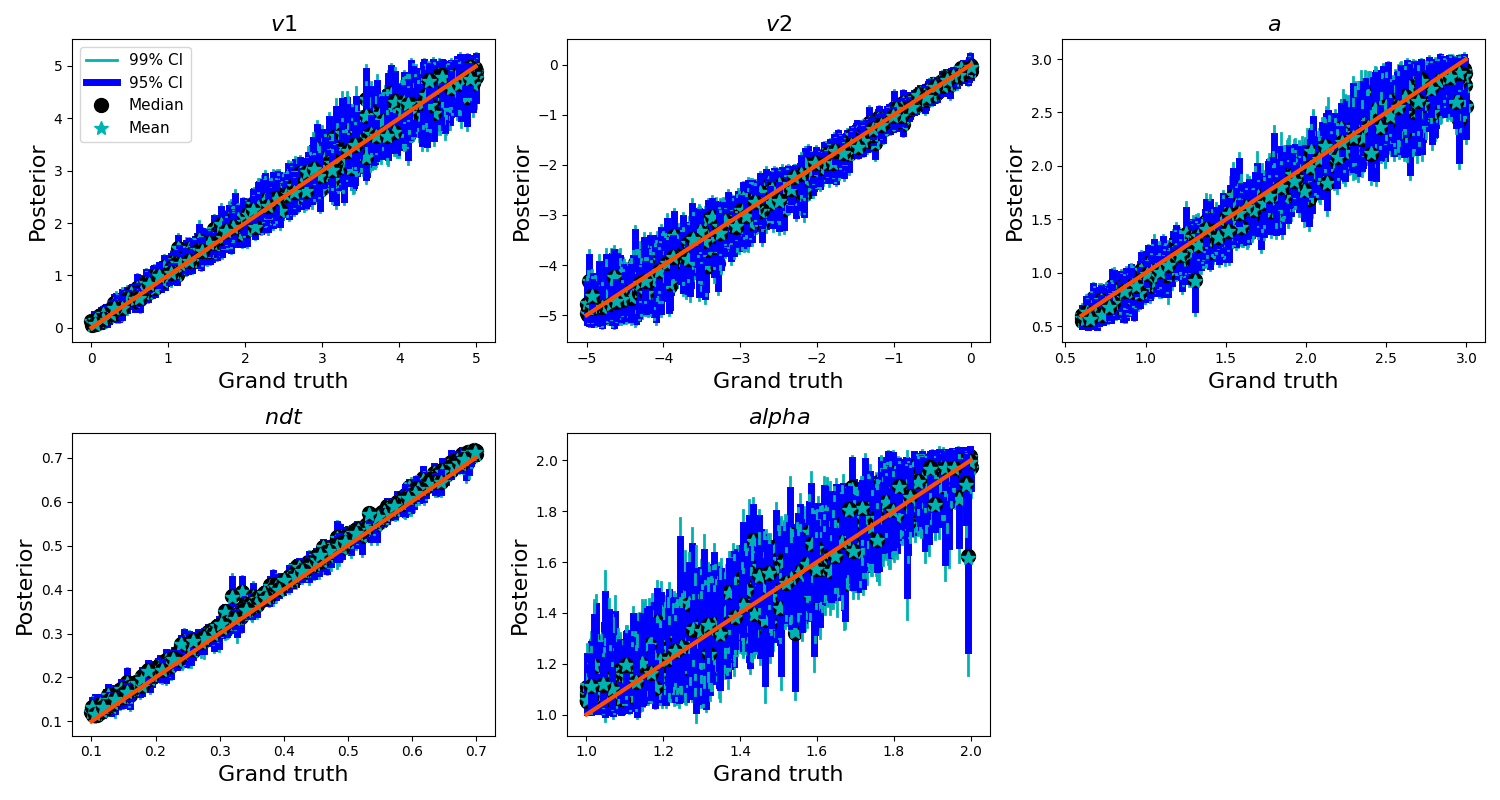 v1
99% CI
95% CI
Median
Mean
5
4
3
2
1
0
Posterior
0 1 2 3 4 5
Grand truth
v2
0
−1
−2
−3
−4
−5
Posterior
−5 −4 −3 −2 −1 0
Grand truth
a
3.0
2.5
2.0
1.5
1.0
0.5
Posterior
0.5 1.0 1.5 2.0 2.5 3.0
Grand truth
ndt
0.7
0.6
0.5
0.4
0.3
0.2
0.1
Posterior
0.1 0.2 0.3 0.4 0.5 0.6 0.7
Grand truth
alpha
2.0
1.8
1.6
1.4
1.2
1.0
Posterior
1.0 1.2 1.4 1.6 1.8 2.0
Grand truth